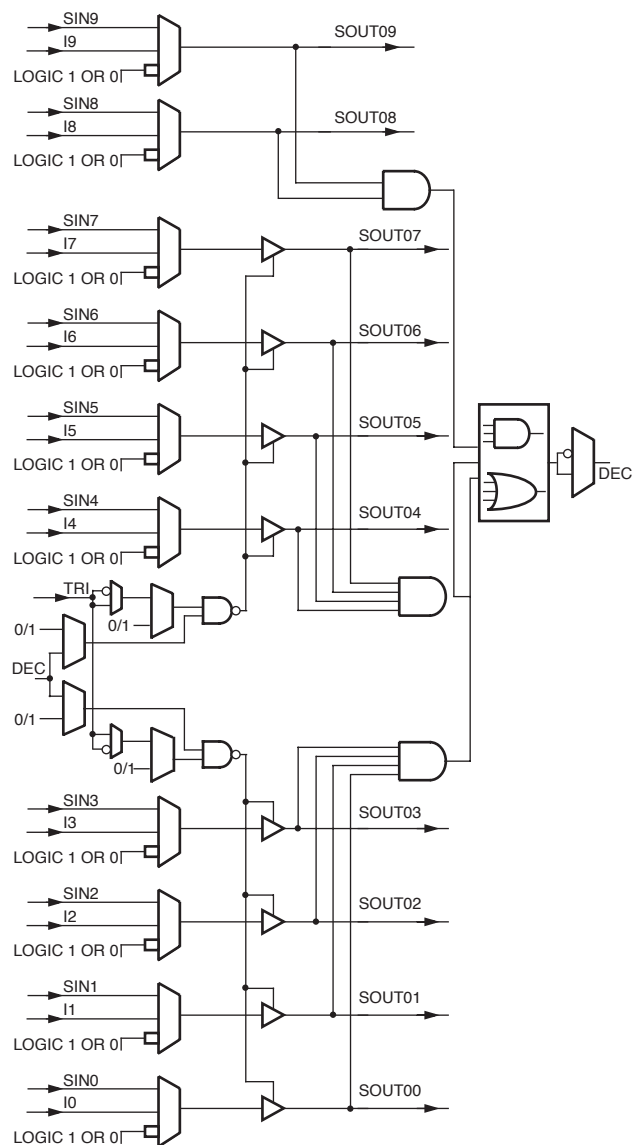 SIN9
SOUT09
I9
LOGIC 1 OR 0
SIN8
SOUT08
I8
LOGIC 1 OR 0
SIN7
SOUT07
I7
LOGIC 1 OR 0
SIN6
SOUT06
I6
LOGIC 1 OR 0
SIN5
SOUT05
I5
LOGIC 1 OR 0
DEC
SIN4
SOUT04
I4
LOGIC 1 OR 0
TRI
0/1
0/1
DEC
0/1
0/1
SIN3
SOUT03
I3
LOGIC 1 OR 0
SIN2
SOUT02
I2
LOGIC 1 OR 0
SIN1
SOUT01
I1
LOGIC 1 OR 0
SIN0
SOUT00
I0
LOGIC 1 OR 0